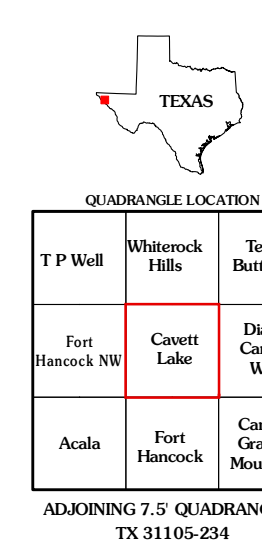 TEXAS
QUADRANGLE LOCATION
T P Well
Whiterock
Hills
Fort
Hancock NW
Cavett
Lake
Acala
Fort
Hancock
ADJOINING 7.5'
TX 31105-234